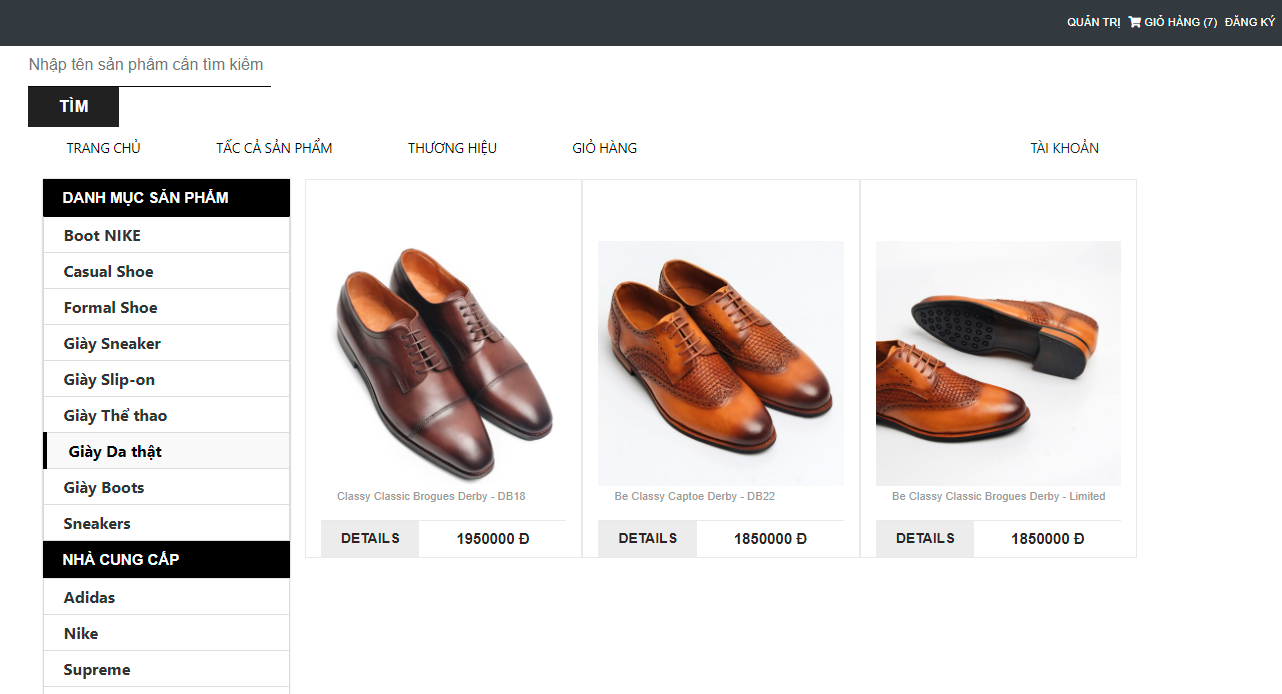 QUẢN TRỊ GIỎ HÀNG (7) ĐĂNG KÝ
Nhập tên sản phẩm cần tìm kiếm
TÌM
TRANG CHỦ TẤC CẢ SẢN PHẨM THƯƠNG HIỆU GIỎ HÀNG TÀI KHOẢN
DANH MỤC SẢN PHẨM
Boot NIKE
Casual Shoe
Formal Shoe
Giày Sneaker
Giày Slip-on
Giày Thể thao
Giày Da thật
Giày Boots
Sneakers
NHÀ CUNG CẤP
Adidas
Nike
Supreme
Classy Classic Brogues Derby - DB18
DETAILS 1950000 Đ
Be Classy Captoe Derby - DB22
DETAILS 1850000 Đ
Be Classy Classic Brogues Derby - Limited
DETAILS 1850000 Đ